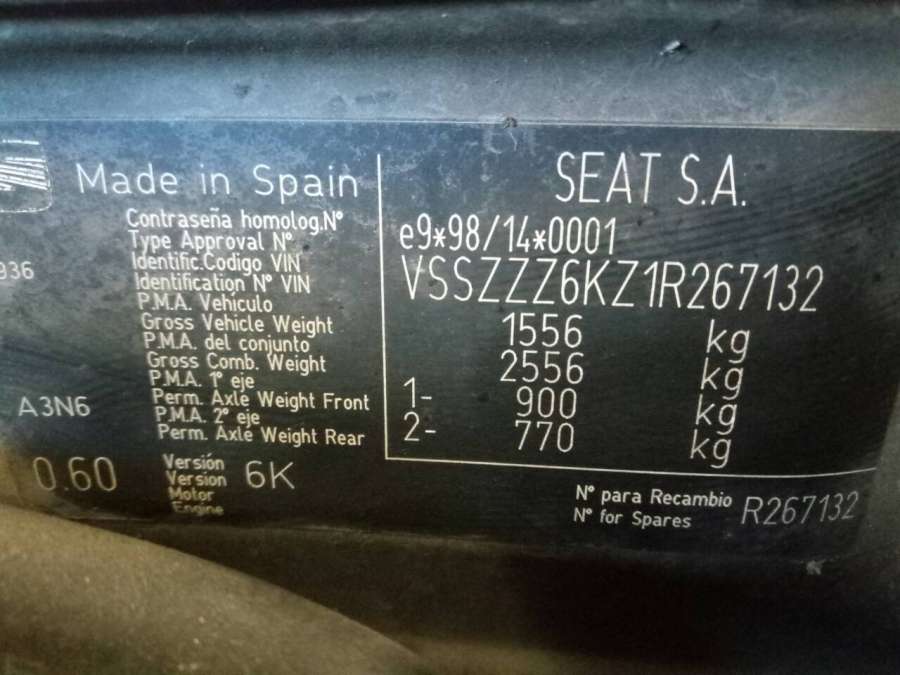 Made in Spain
SEAT S.A.
Contraseña homolog.Nº
Type Approval Nº
e9*98/14*0001
936
Identific.Codigo VIN
Identification Nº VIN
VSSZZZ6KZ1R267132
P.M.A. Vehículo
Gross Vehicle Weight
1556 kg
P.M.A. del conjunto
Gross Comb. Weight
2556 kg
P.M.A. 1º eje
Perm. Axle Weight Front
1- 900 kg
A3N6
P.M.A. 2º eje
Perm. Axle Weight Rear
2- 770 kg
0.60
Versión
Version
6K
Motor
Engine
Nº para Recambio
Nº for Spares
R267132